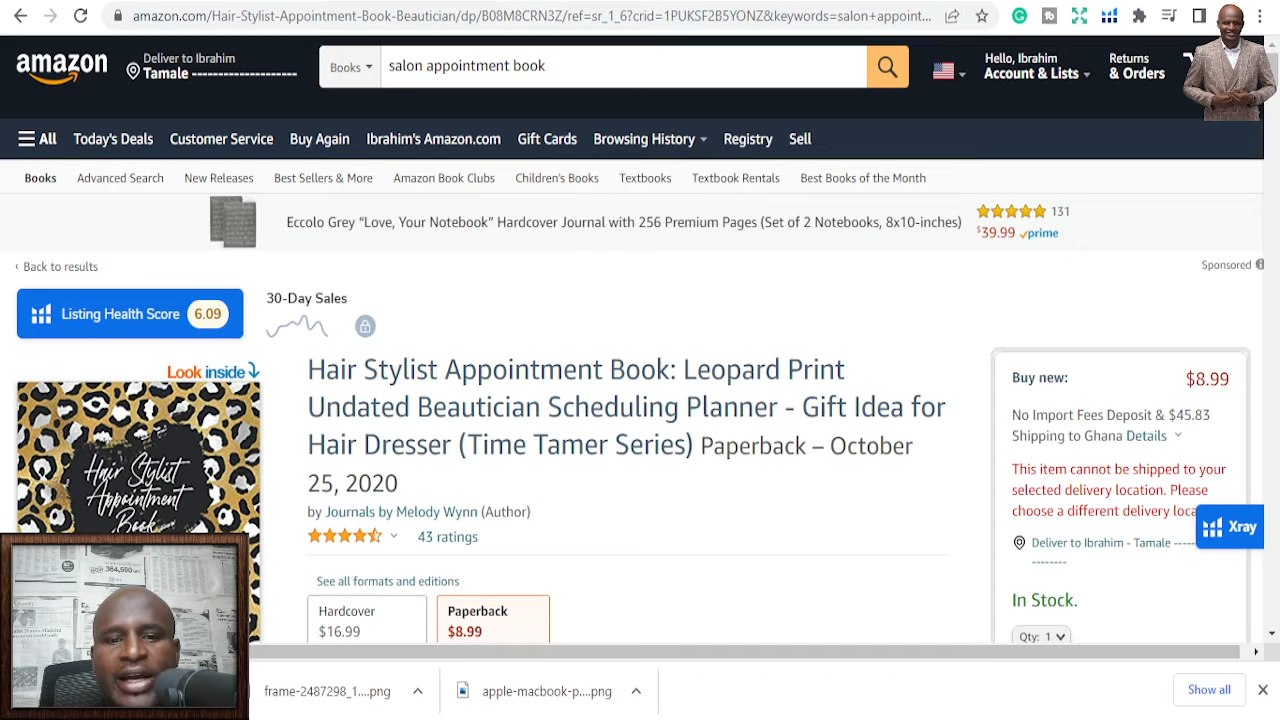 amazon.com/Hair-Stylist-Appointment-Book-Beautician/dp/B08M8CRN3Z/ref=sr_1_6?crid=1PUKSF2B5YONZ&keywords=salon+appoint...
amazon
Deliver to Ibrahim
Tamale ------------------
Books
salon appointment book
Hello, Ibrahim
Account & Lists
Returns
& Orders
All
Today's Deals
Customer Service
Buy Again
Ibrahim's Amazon.com
Gift Cards
Browsing History
Registry
Sell
Books
Advanced Search
New Releases
Best Sellers & More
Amazon Book Clubs
Children's Books
Textbooks
Textbook Rentals
Best Books of the Month
Eccolo Grey “Love, Your Notebook” Hardcover Journal with 256 Premium Pages (Set of 2 Notebooks, 8x10-inches)
131
$39.99 prime
‹ Back to results
Sponsored
Listing Health Score 6.09
30-Day Sales
Look inside
Hair Stylist
Appointment
Book
Hair Stylist Appointment Book: Leopard Print
Undated Beautician Scheduling Planner - Gift Idea for
Hair Dresser (Time Tamer Series) Paperback – October
25, 2020
by Journals by Melody Wynn (Author)
43 ratings
See all formats and editions
Hardcover
$16.99
Paperback
$8.99
Buy new:
$8.99
No Import Fees Deposit & $45.83
Shipping to Ghana Details
This item cannot be shipped to your
selected delivery location. Please
choose a different delivery loca
Xray
Deliver to Ibrahim - Tamale ----
--------
In Stock.
Qty: 1
364,500
frame-2487298_1....png
apple-macbook-p....png
Show all